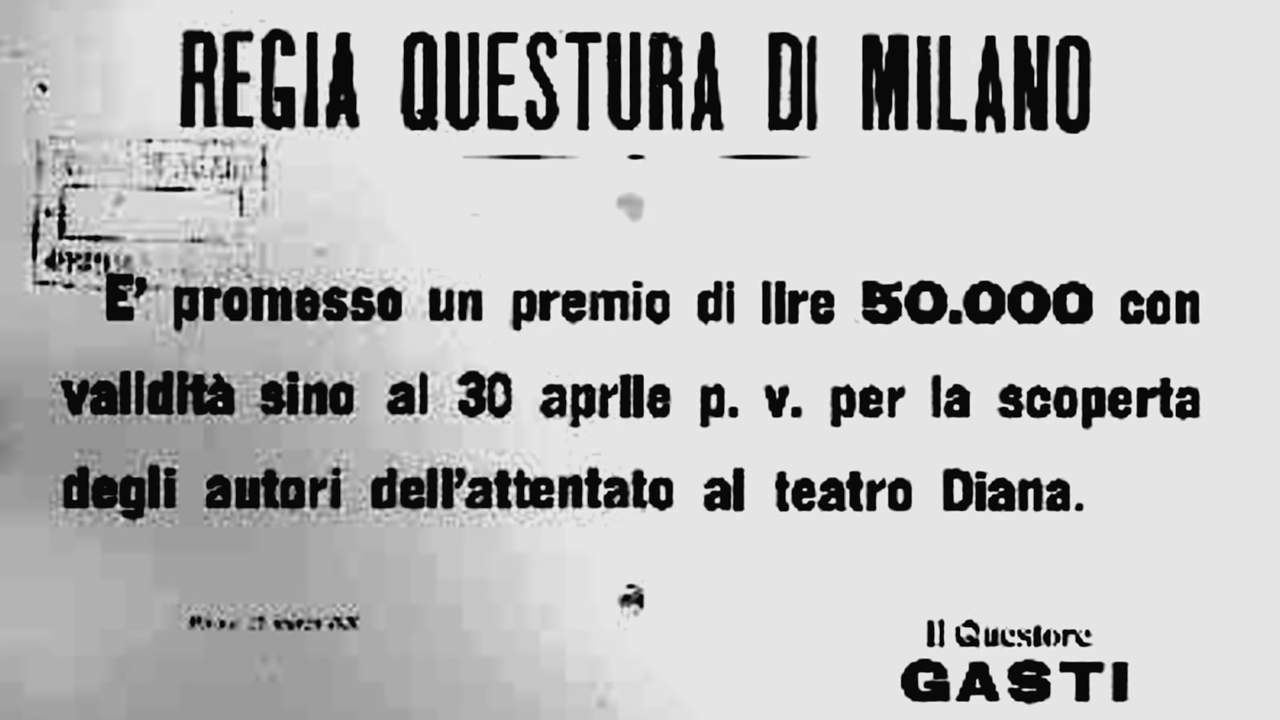 REGIA QUESTURA DI MILANO
E' promesso un premio di lire 50.000 con
validità sino al 30 aprile p. v. per la scoperta
degli autori dell'attentato al teatro Diana.
Il Questore
GASTI